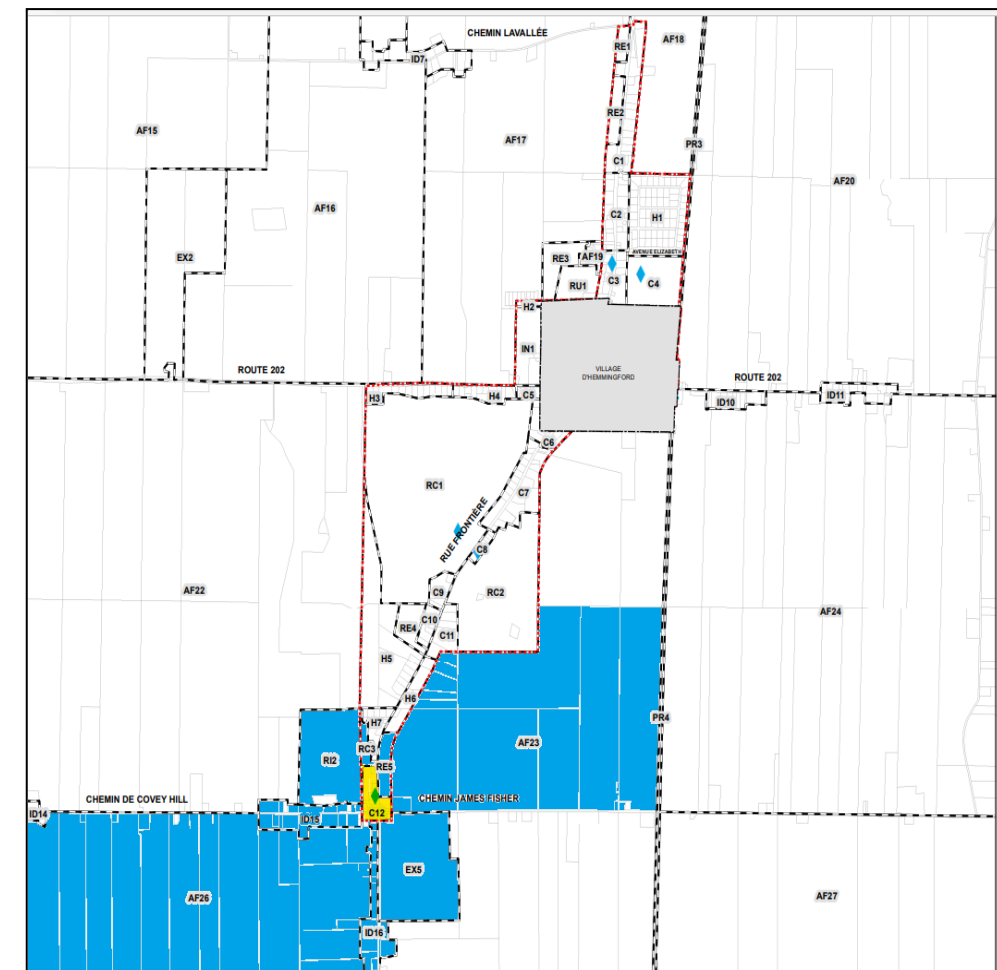 CHEMIN LAVALLÉE
RE1
AF18
ID7
RE2
AF15
AF17
PR3
C1
AF20
AF16
C2
H1
EX2
AVENUE ELIZABETH
RE3
AF19
C3
C4
RU1
H2
IN1
VILLAGE
D'HEMMINGFORD
ROUTE 202
ROUTE 202
H3
H4
C5
ID10
ID11
C6
RC1
C7
RUE FRONTIÈRE
C8
AF22
C9
RC2
AF24
C10
RE4
C11
H5
H6
H7
PR4
AF23
RC3
RI2
RE5
CHEMIN DE COVEY HILL
CHEMIN JAMES FISHER
ID14
C12
ID15
EX5
AF26
AF27
ID16